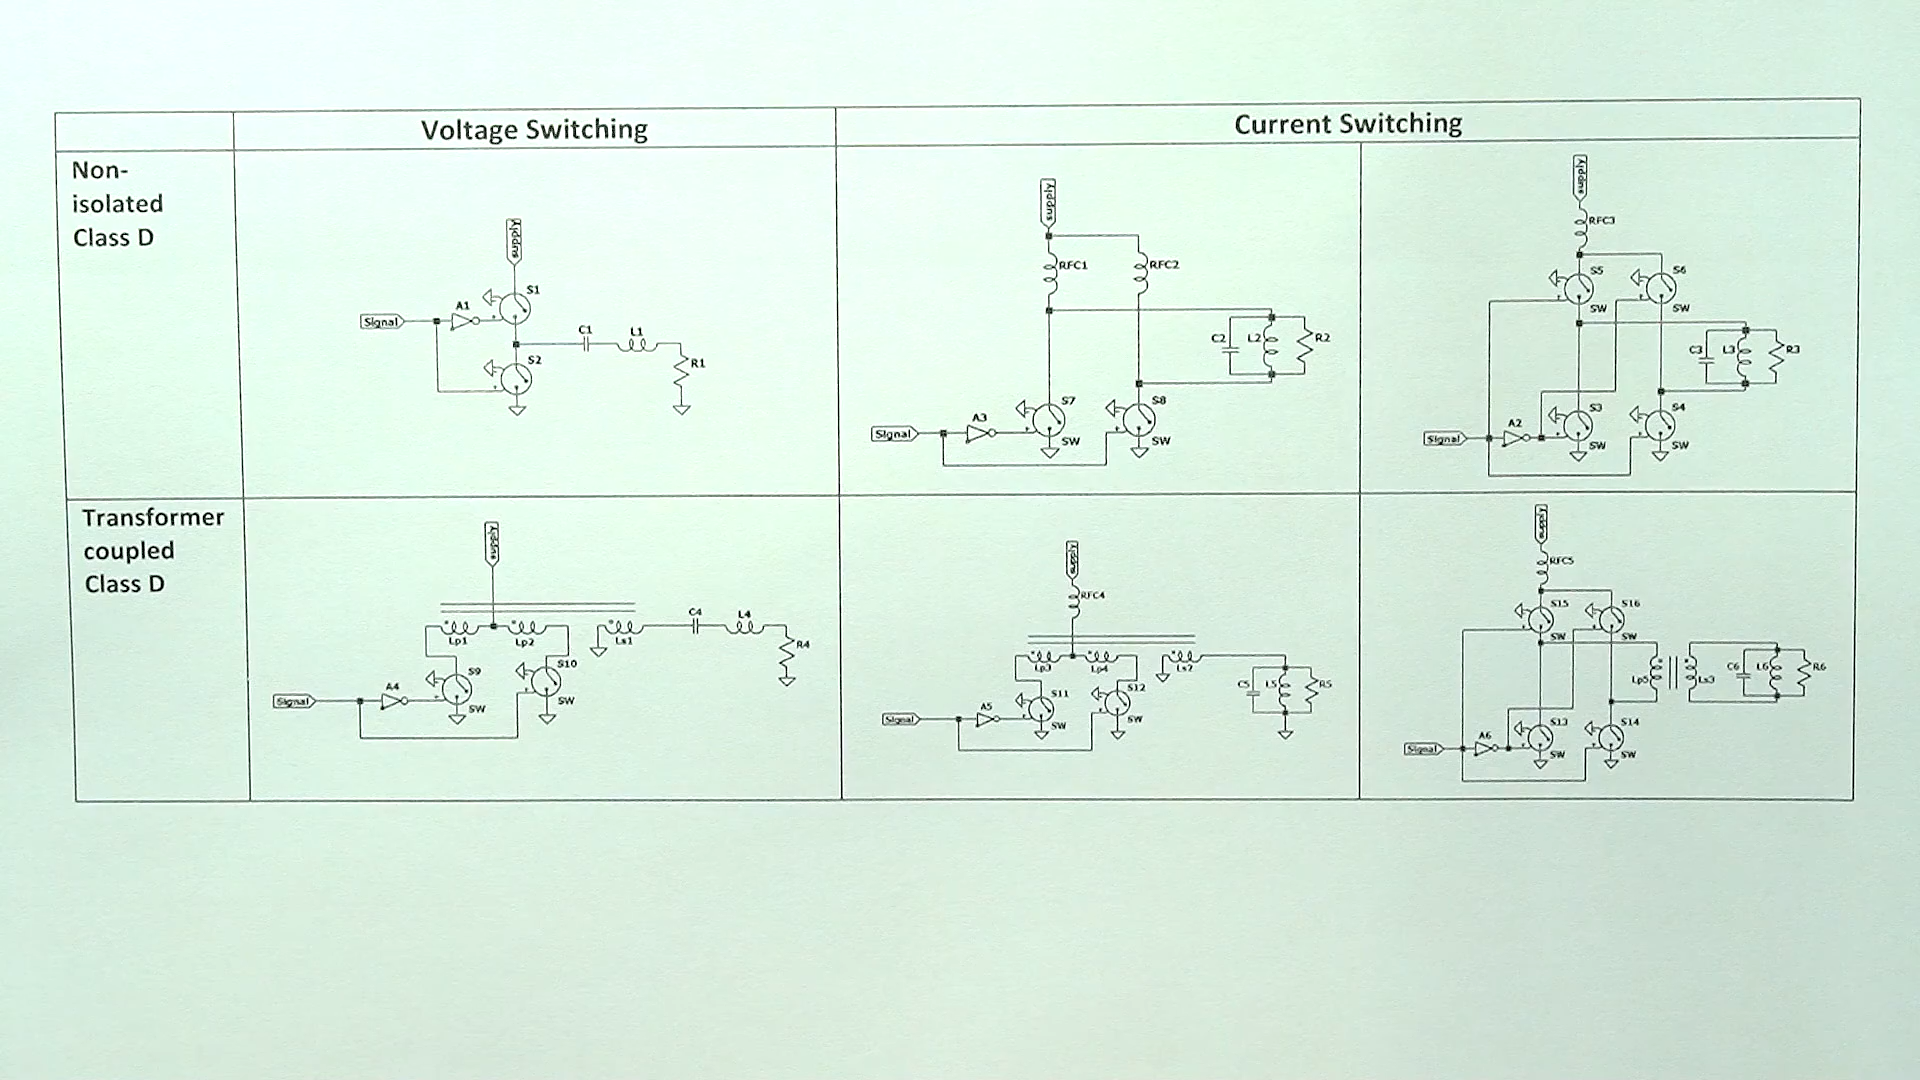 Voltage Switching
Current Switching
Non-
isolated
Class D
supply
S1
A1
Signal
C1
L1
S2
R1
supply
RFC1
RFC2
C2
L2
R2
S7
S8
A3
Signal
SW
SW
supply
RFC3
S5
S6
SW
SW
C3
L3
R3
S3
S4
A2
Signal
SW
SW
Transformer
coupled
Class D
supply
C4
L4
Lp1
Lp2
Ls1
R4
S9
S10
A4
Signal
SW
SW
supply
RFC4
Lp3
Lp4
Ls2
C5
L5
R5
S11
S12
A5
Signal
SW
SW
supply
RFC5
S15
S16
SW
SW
Lp5
Ls3
C6
L6
R6
S13
S14
A6
Signal
SW
SW